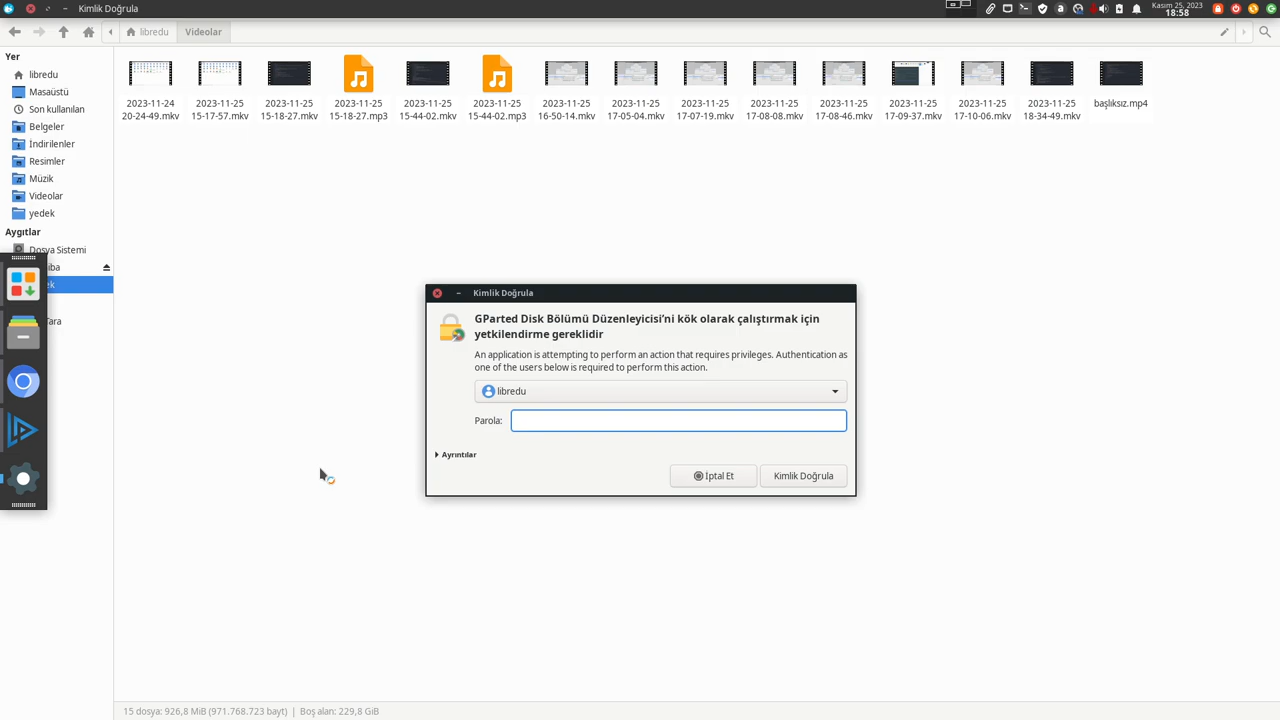 Kimlik Doğrula
Kasım 25, 2023
18:58
libredu
Videolar
Yer
libredu
Masaüstü
Son kullanılan
Belgeler
İndirilenler
Resimler
Müzik
Videolar
yedek
Aygıtlar
Dosya Sistemi
iba
ek
ara
2023-11-24
20-24-49.mkv
2023-11-25
15-17-57.mkv
2023-11-25
15-18-27.mkv
2023-11-25
15-18-27.mp3
2023-11-25
15-44-02.mkv
2023-11-25
15-44-02.mp3
2023-11-25
16-50-14.mkv
2023-11-25
17-05-04.mkv
2023-11-25
17-07-19.mkv
2023-11-25
17-08-08.mkv
2023-11-25
17-08-46.mkv
2023-11-25
17-09-37.mkv
2023-11-25
17-10-06.mkv
2023-11-25
18-34-49.mkv
başlıksız.mp4
Kimlik Doğrula
GParted Disk Bölümü Düzenleyicisi'ni kök olarak çalıştırmak için
yetkilendirme gereklidir
An application is attempting to perform an action that requires privileges. Authentication as
one of the users below is required to perform this action.
libredu
Parola:
Ayrıntılar
İptal Et
Kimlik Doğrula
15 dosya: 926,8 MiB (971.768.723 bayt) | Boş alan: 229,8 GiB